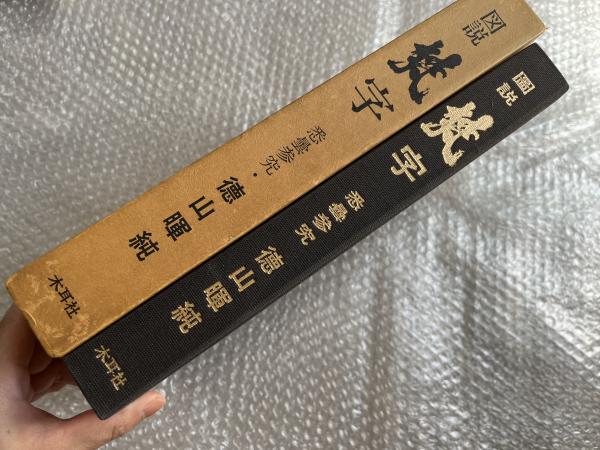 図説
梵字
悉曇参究・徳山暉純
木耳社
圖説
梵字
悉曇參究
徳山暉純
木耳社